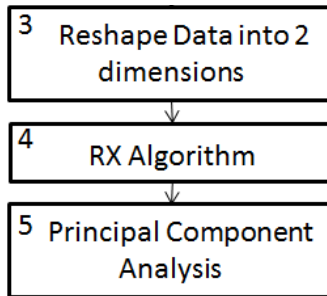 3 Reshape Data into 2
dimensions
4 RX Algorithm
5 Principal Component
Analysis